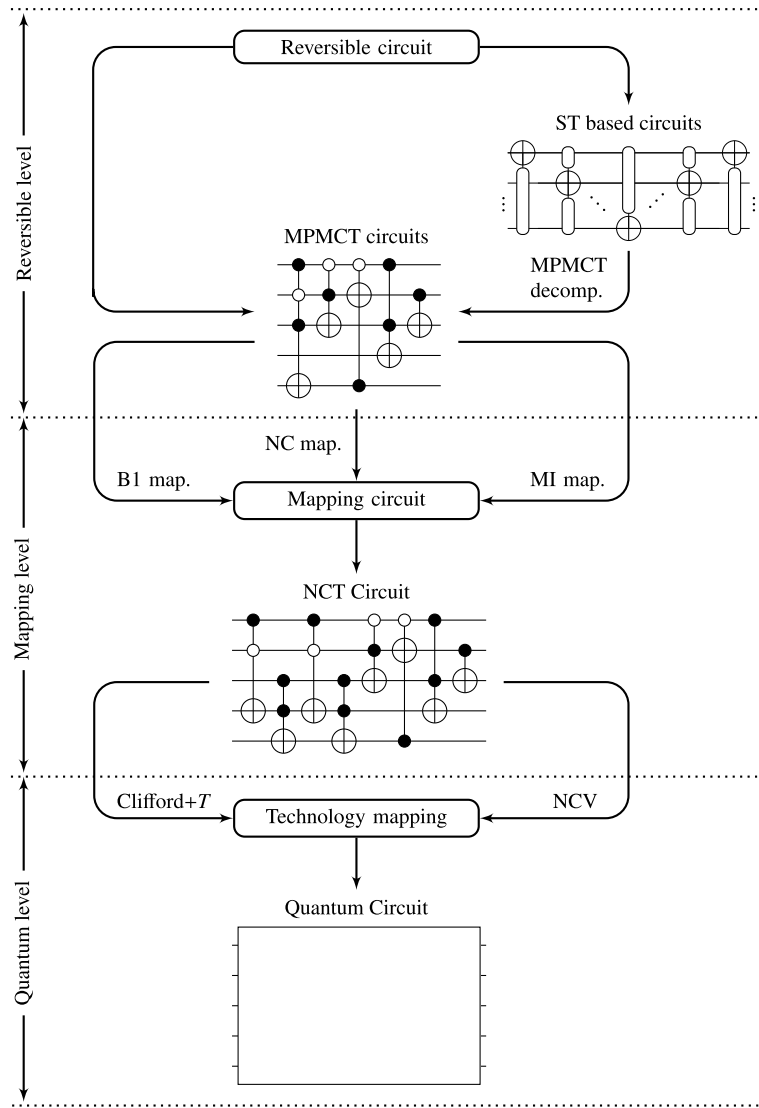 Reversible circuit
ST based circuits
Reversible level
MPMCT circuits
MPMCT
decomp.
NC map.
B1 map.
MI map.
Mapping circuit
Mapping level
NCT Circuit
Clifford+T
NCV
Technology mapping
Quantum level
Quantum Circuit